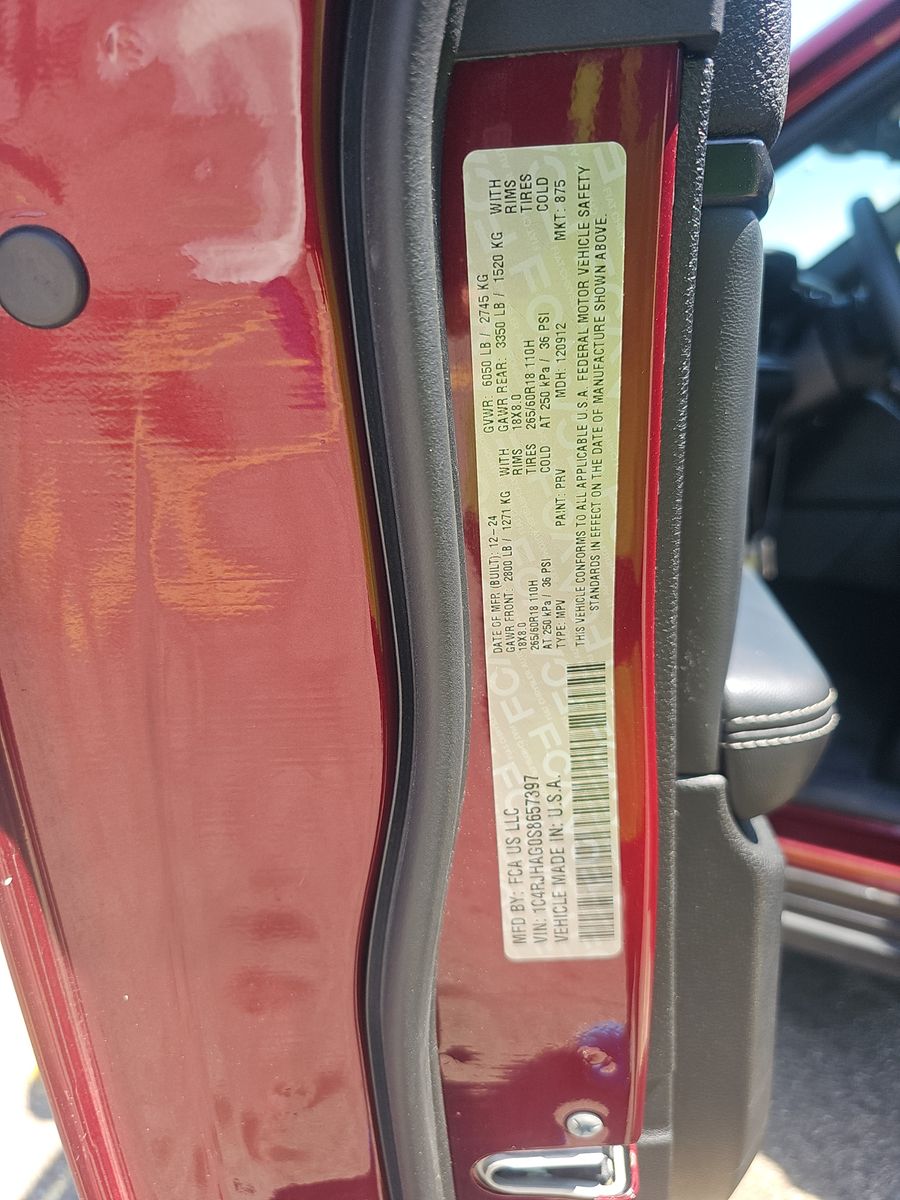 MFD BY: FCA US LLC
VIN: 1C4RJHAG0S8657397
VEHICLE MADE IN: U.S.A.
DATE OF MFR.(BUILT): 12-24
GVWR: 6050 LB / 2745 KG
GAWR FRONT: 2800 LB / 1271 KG WITH
18X8.0 RIMS
265/60R18 110H TIRES
AT 250 kPa / 36 PSI COLD
GAWR REAR: 3350 LB / 1520 KG WITH
18X8.0 RIMS
265/60R18 110H TIRES
AT 250 kPa / 36 PSI COLD
TYPE: MPV PAINT: PRV MDH: 120912 MKT: 875
THIS VEHICLE CONFORMS TO ALL APPLICABLE U.S.A. FEDERAL MOTOR VEHICLE SAFETY
STANDARDS IN EFFECT ON THE DATE OF MANUFACTURE SHOWN ABOVE.